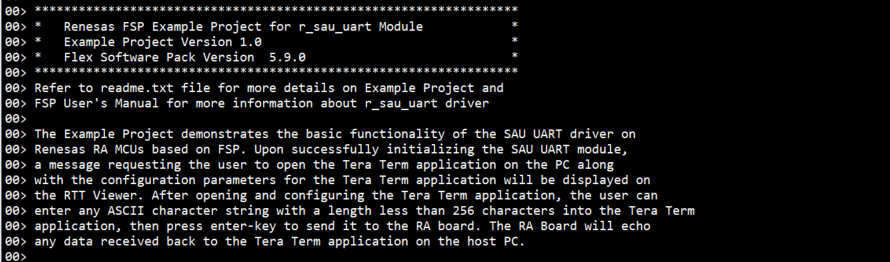 00> ******************************************************************
00> *   Renesas FSP Example Project for r_sau_uart Module            *
00> *   Example Project Version 1.0                                  *
00> *   Flex Software Pack Version  5.9.0                            *
00> ******************************************************************
00> Refer to readme.txt file for more details on Example Project and
00> FSP User's Manual for more information about r_sau_uart driver
00>
00> The Example Project demonstrates the basic functionality of the SAU UART driver on
00> Renesas RA MCUs based on FSP. Upon successfully initializing the SAU UART module,
00> a message requesting the user to open the Tera Term application on the PC along
00> with the configuration parameters for the Tera Term application will be displayed on
00> the RTT Viewer. After opening and configuring the Tera Term application, the user can
00> enter any ASCII character string with a length less than 256 characters into the Tera Term
00> application, then press enter-key to send it to the RA board. The RA Board will echo
00> any data received back to the Tera Term application on the host PC.
00>